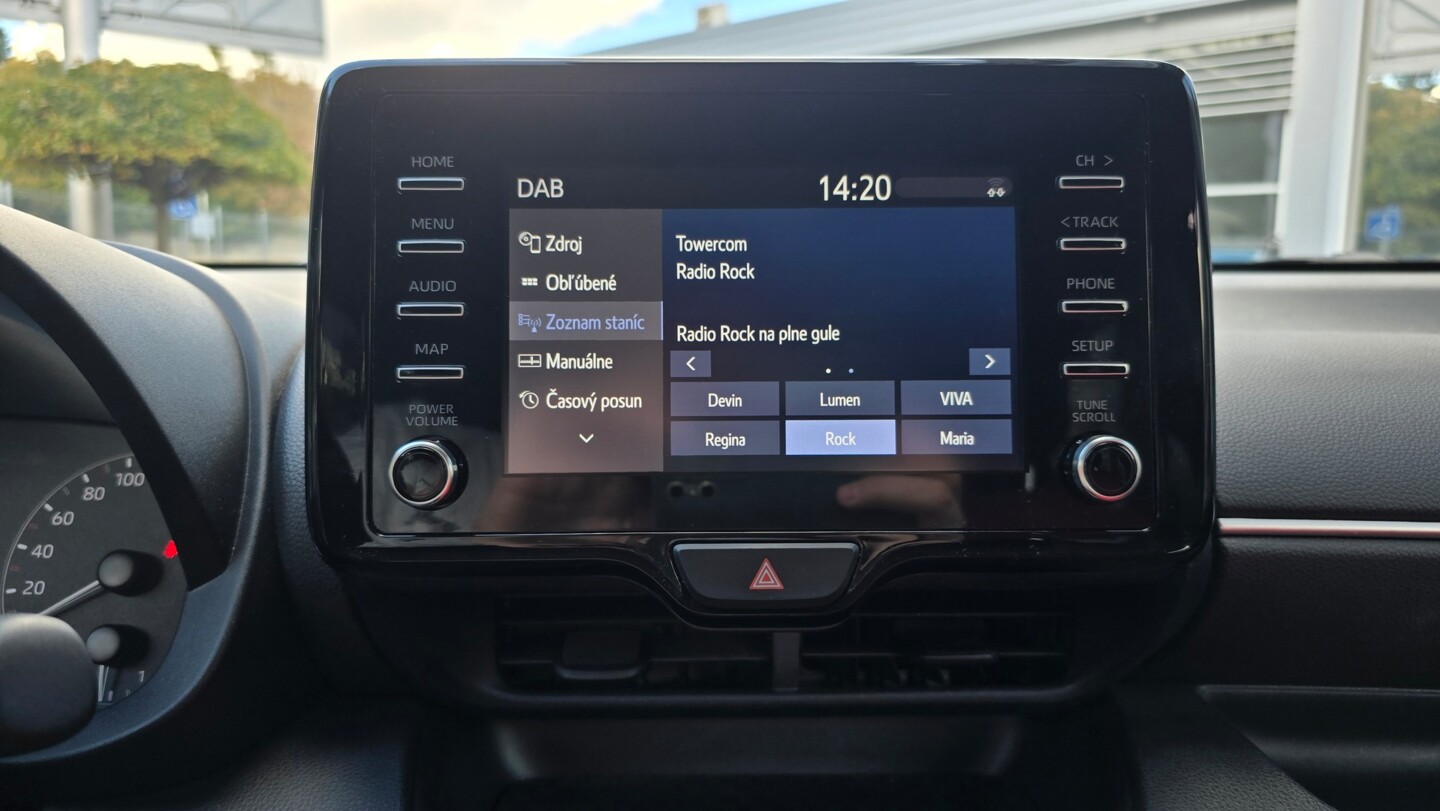 HOME
MENU
AUDIO
MAP
POWER
VOLUME
DAB
14:20
Zdroj
Obľúbené
Zoznam staníc
Manuálne
Časový posun
Towercom
Radio Rock
Radio Rock na plne gule
Devin
Lumen
VIVA
Regina
Rock
Maria
CH >
< TRACK
PHONE
SETUP
TUNE
SCROLL
100
80
60
40
20
1